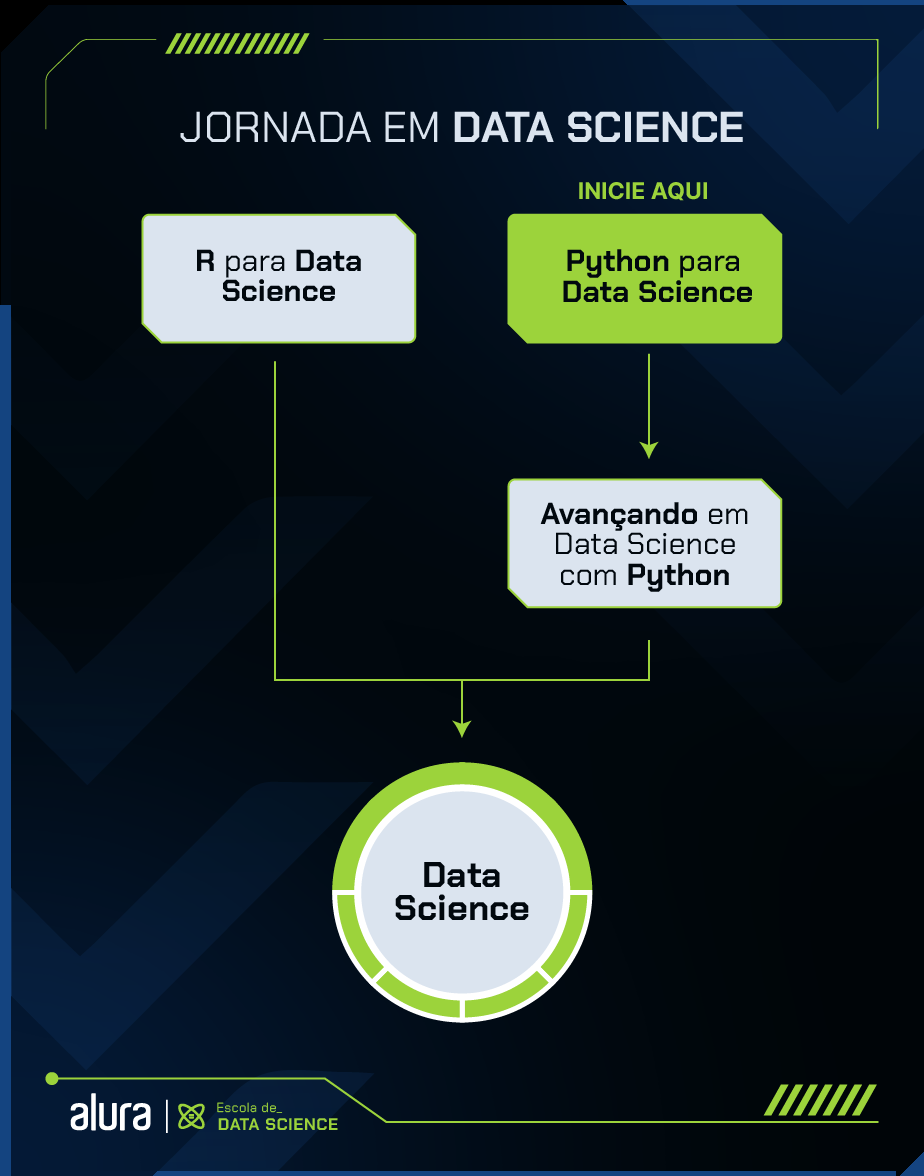 JORNADA EM DATA SCIENCE
INICIE AQUI
R para Data
Science
Python para
Data Science
Avançando em
Data Science
com Python
Data
Science
alura
Escola de_
DATA SCIENCE